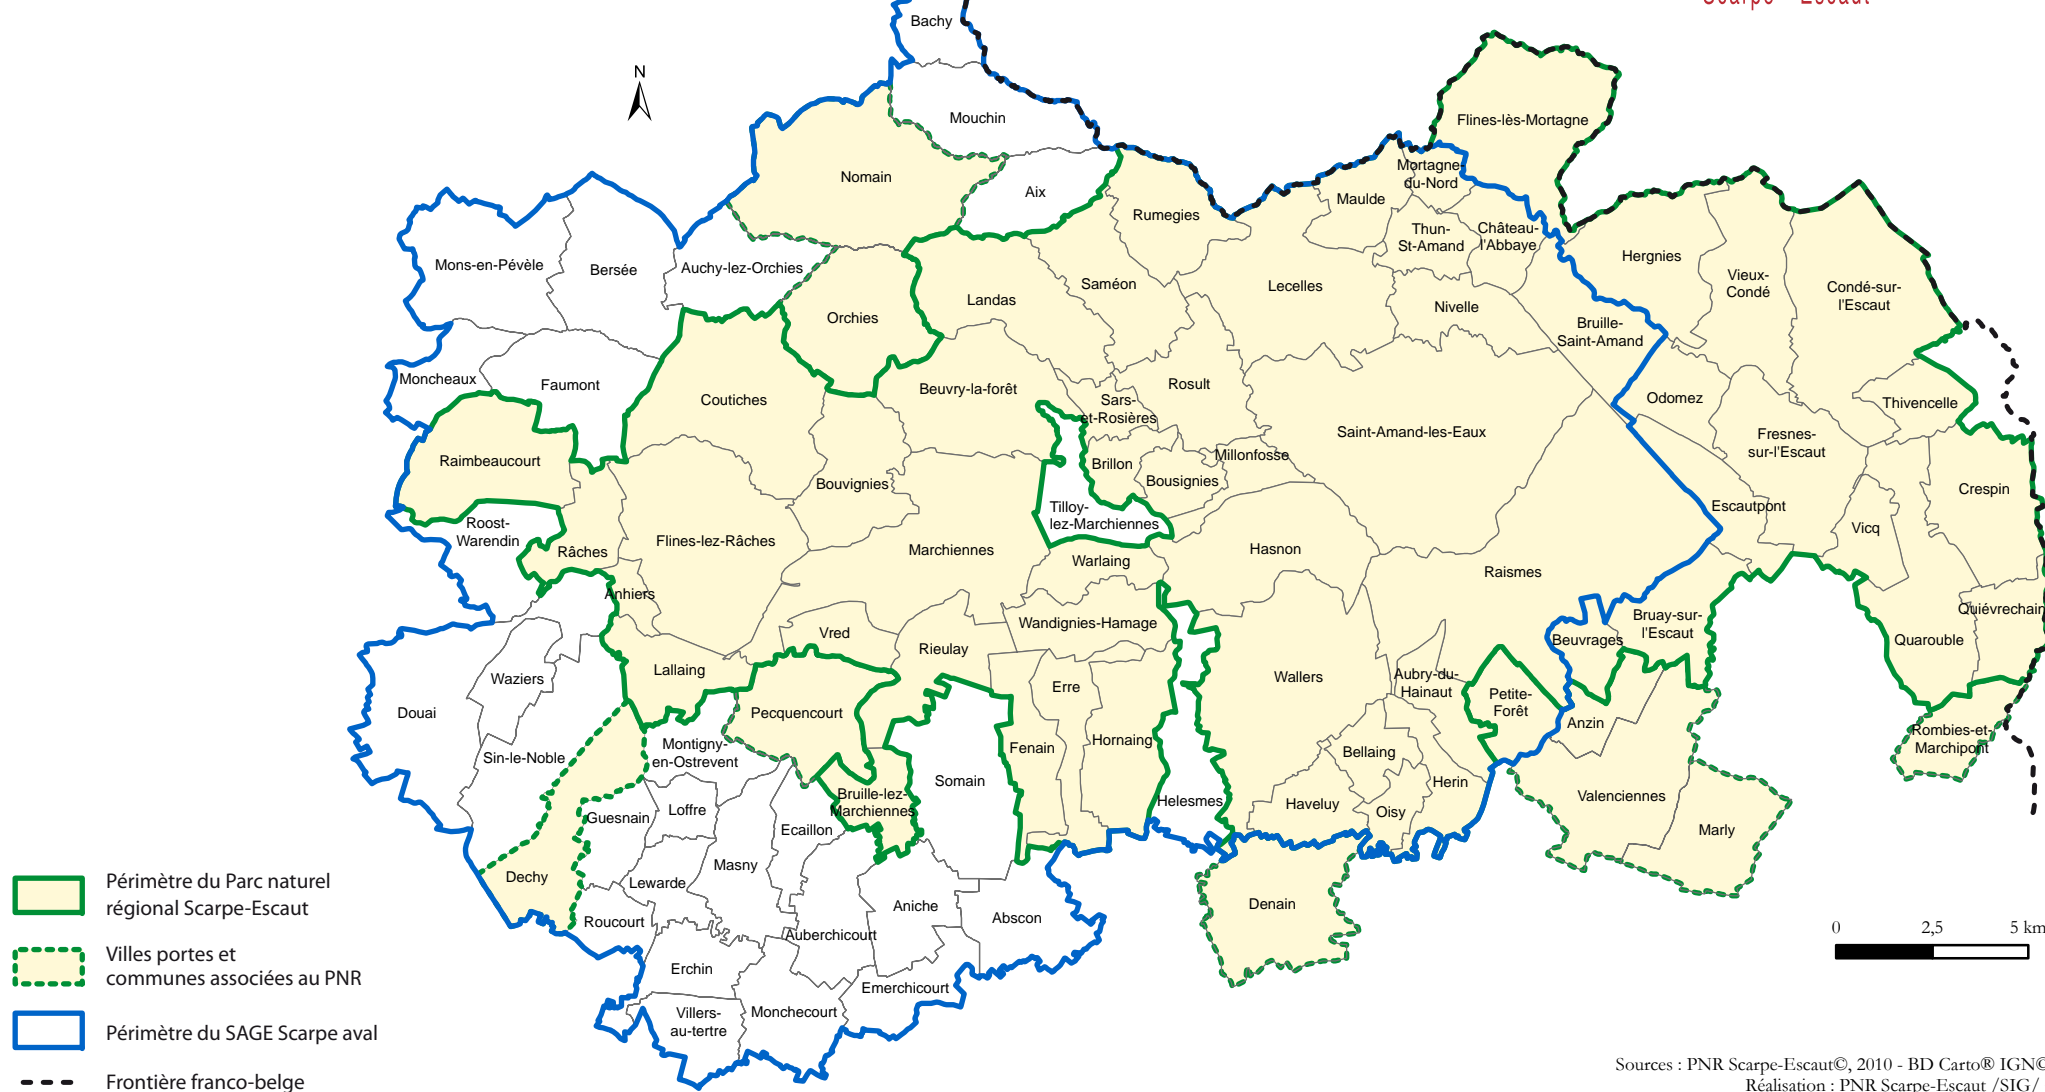 Scarpe - Escaut
Bachy
N
Mouchin
Flines-lès-Mortagne
Nomain
Aix
Mortagne-
du-Nord
Maulde
Rumegies
Thun-
St-Amand
Château-
l'Abbaye
Hergnies
Vieux-
Condé
Condé-sur-
l'Escaut
Mons-en-Pévèle
Bersée
Auchy-lez-Orchies
Saméon
Lecelles
Landas
Nivelle
Orchies
Bruille-
Saint-Amand
Moncheaux
Faumont
Coutiches
Beuvry-la-forêt
Rosult
Sars-
et-Rosières
Odomez
Thivencelle
Saint-Amand-les-Eaux
Fresnes-
sur-l'Escaut
Raimbeaucourt
Brillon
Millonfosse
Bousignies
Bouvignies
Crespin
Escautpont
Vicq
Tilloy-
lez-Marchiennes
Roost-
Warendin
Râches
Flines-lez-Râches
Marchiennes
Warlaing
Hasnon
Raismes
Anhiers
Quiévrechain
Wandignies-Hamage
Vred
Rieulay
Bruay-sur-
l'Escaut
Beuvrages
Quarouble
Lallaing
Waziers
Erre
Wallers
Aubry-du-
Hainaut
Petite-
Forêt
Douai
Pecquencourt
Anzin
Rombies-et-
Marchipont
Montigny-
en-Ostrevent
Fenain
Hornaing
Bellaing
Sin-le-Noble
Somain
Herin
Helesmes
Bruille-lez-
Marchiennes
Haveluy
Oisy
Valenciennes
Loffre
Guesnain
Ecaillon
Marly
Masny
Dechy
Lewarde
Denain
Aniche
Abscon
Roucourt
Auberchicourt
Erchin
Emerchicourt
Villers-
au-tertre
Monchecourt
Périmètre du Parc naturel
régional Scarpe-Escaut
Villes portes et
communes associées au PNR
Périmètre du SAGE Scarpe aval
Frontière franco-belge
0 2,5 5 km
Sources : PNR Scarpe-Escaut©, 2010 - BD Carto® IGN©
Réalisation : PNR Scarpe-Escaut /SIG/